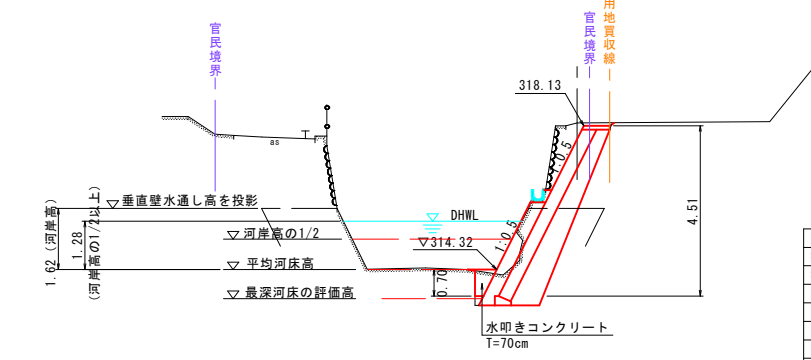 官民境界
官民境界
用地買収線
318.13
as
1:0.5
垂直壁水通し高を投影
DHWL
河岸高の1/2
314.32
1:0.5
4.51
平均河床高
最深河床の評価高
0.70
1.62 (河岸高)
1.28
(河岸高の1/2以上)
水叩きコンクリート
T=70cm